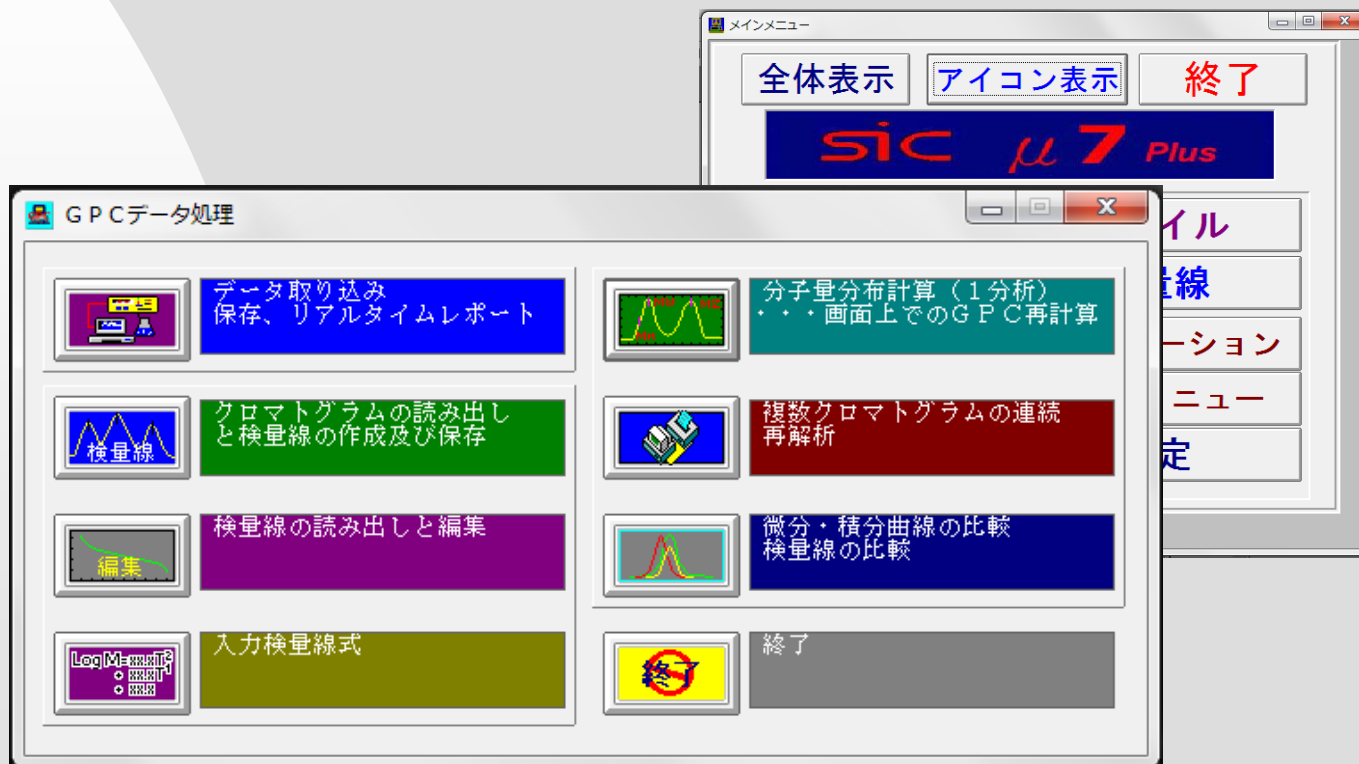 メインメニュー
全体表示
アイコン表示
終了
sic μ7 Plus
イル
線
ーション
ニュー
定
GPCデータ処理
データ取り込み
保存、リアルタイムレポート
分子量分布計算(1分析)
・・・画面上でのGPC再計算
検量線
クロマトグラムの読み出し
と検量線の作成及び保存
複数クロマトグラムの連続
再解析
編集
検量線の読み出しと編集
微分・積分曲線の比較
検量線の比較
Log M=xx.xT2
+ xx.xT1
+ xx.x
入力検量線式
終了
終了